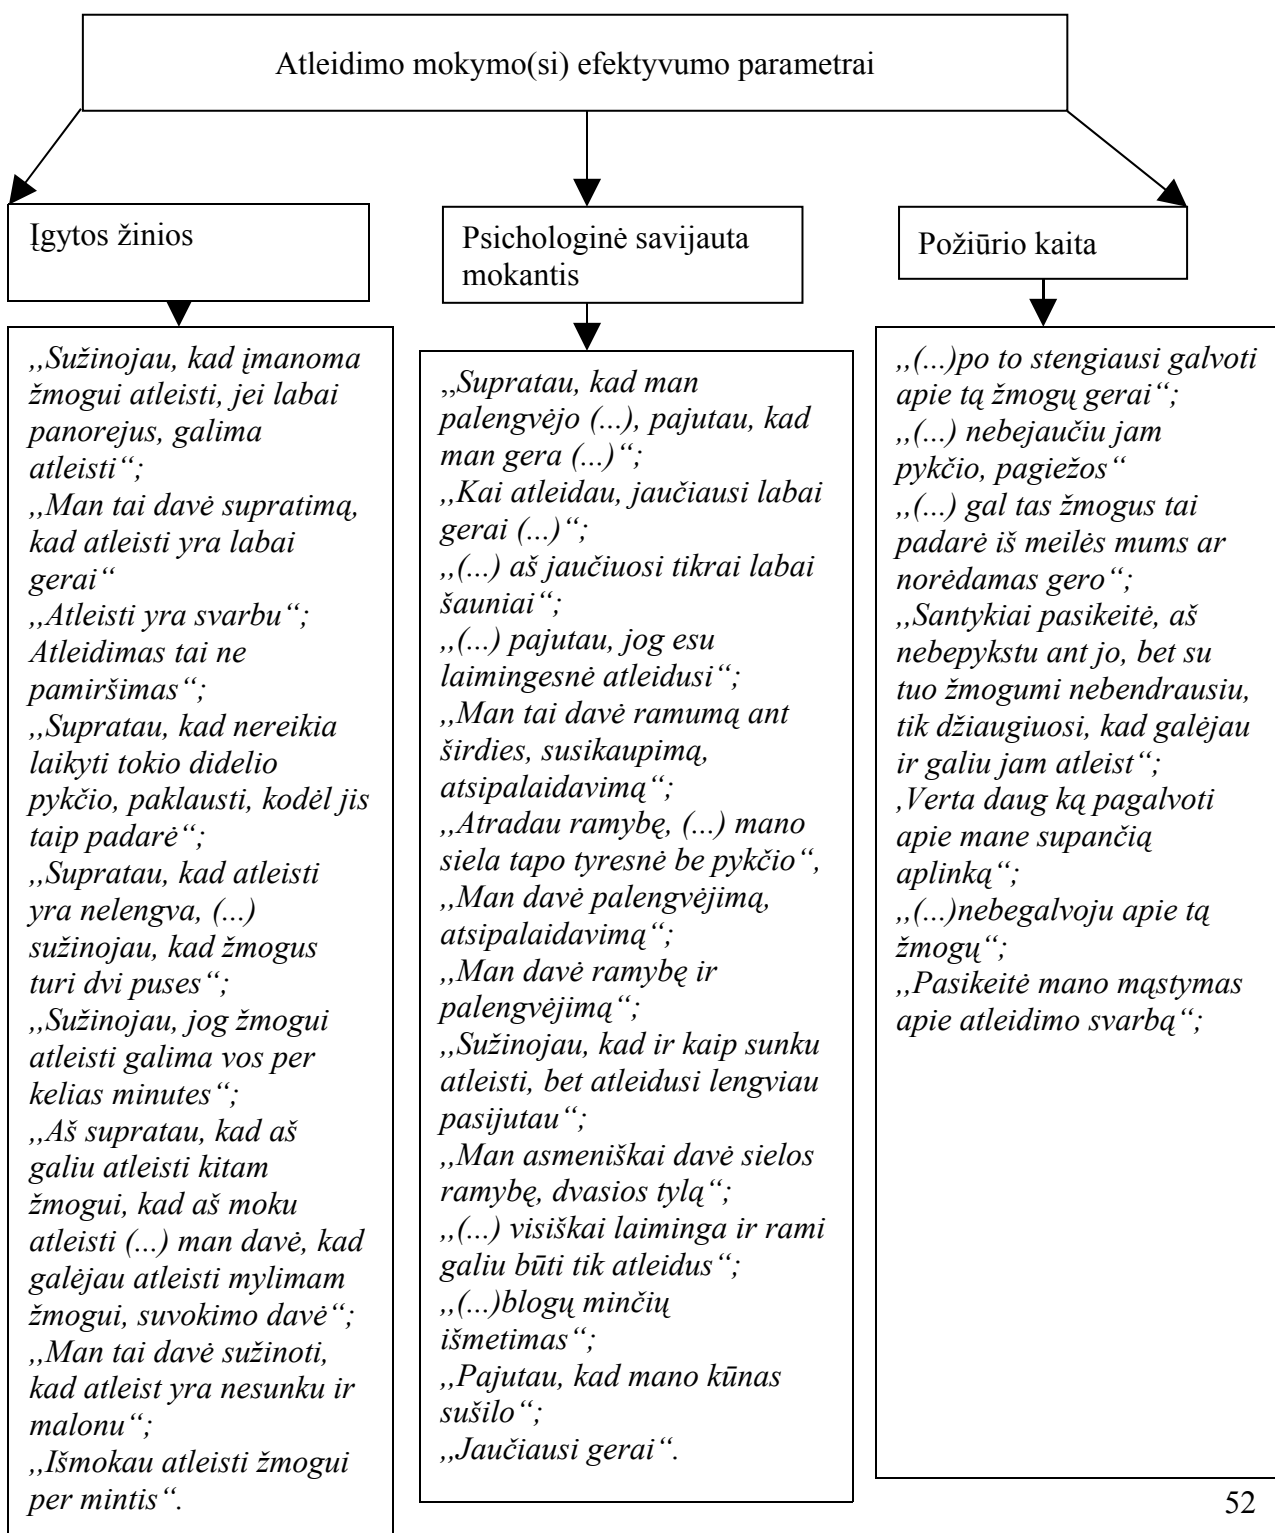 Atleidimo mokymo(si) efektyvumo parametrai
Įgytos žinios
Psichologinė savijauta
mokantis
Požiūrio kaita
,,Sužinojau, kad įmanoma
žmogui atleisti, jei labai
panorejus, galima
atleisti“;
,,Man tai davė supratimą,
kad atleisti yra labai
gerai“
,,Atleisti yra svarbu“;
Atleidimas tai ne
pamiršimas“;
,,Supratau, kad nereikia
laikyti tokio didelio
pykčio, paklausti, kodėl jis
taip padarė“;
,,Supratau, kad atleisti
yra nelengva, (...)
sužinojau, kad žmogus
turi dvi puses“;
,,Sužinojau, jog žmogui
atleisti galima vos per
kelias minutes“;
,,Aš supratau, kad aš
galiu atleisti kitam
žmogui, kad aš moku
atleisti (...) man davė, kad
galėjau atleisti mylimam
žmogui, suvokimo davė“;
,,Man tai davė sužinoti,
kad atleist yra nesunku ir
malonu“;
,,Išmokau atleisti žmogui
per mintis“.
„Supratau, kad man
palengvėjo (...), pajutau, kad
man gera (...)“;
,,Kai atleidau, jaučiausi labai
gerai (...)“;
,,(...) aš jaučiuosi tikrai labai
šauniai“;
,,(...) pajutau, jog esu
laimingesnė atleidusi“;
,,Man tai davė ramumą ant
širdies, susikaupimą,
atsipalaidavimą“;
,,Atradau ramybę, (...) mano
siela tapo tyresnė be pykčio“,
,,Man davė palengvėjimą,
atsipalaidavimą“;
,,Man davė ramybę ir
palengvėjimą“;
,,Sužinojau, kad ir kaip sunku
atleisti, bet atleidusi lengviau
pasijutau“;
,,Man asmeniškai davė sielos
ramybę, dvasios tylą“;
,,(...) visiškai laiminga ir rami
galiu būti tik atleidus“;
,,(...)blogų minčių
išmetimas“;
,,Pajutau, kad mano kūnas
sušilo“;
,,Jaučiausi gerai“.
,,(...)po to stengiausi galvoti
apie tą žmogų gerai“;
,,(...) nebejaučiu jam
pykčio, pagiežos“
,,(...) gal tas žmogus tai
padarė iš meilės mums ar
norėdamas gero“;
,,Santykiai pasikeitė, aš
nebepykstu ant jo, bet su
tuo žmogumi nebendrausiu,
tik džiaugiuosi, kad galėjau
ir galiu jam atleist“;
,Verta daug ką pagalvoti
apie mane supančią
aplinką“;
,,(...)nebegalvoju apie tą
žmogų“;
,,Pasikeitė mano mąstymas
apie atleidimo svarbą“;
52